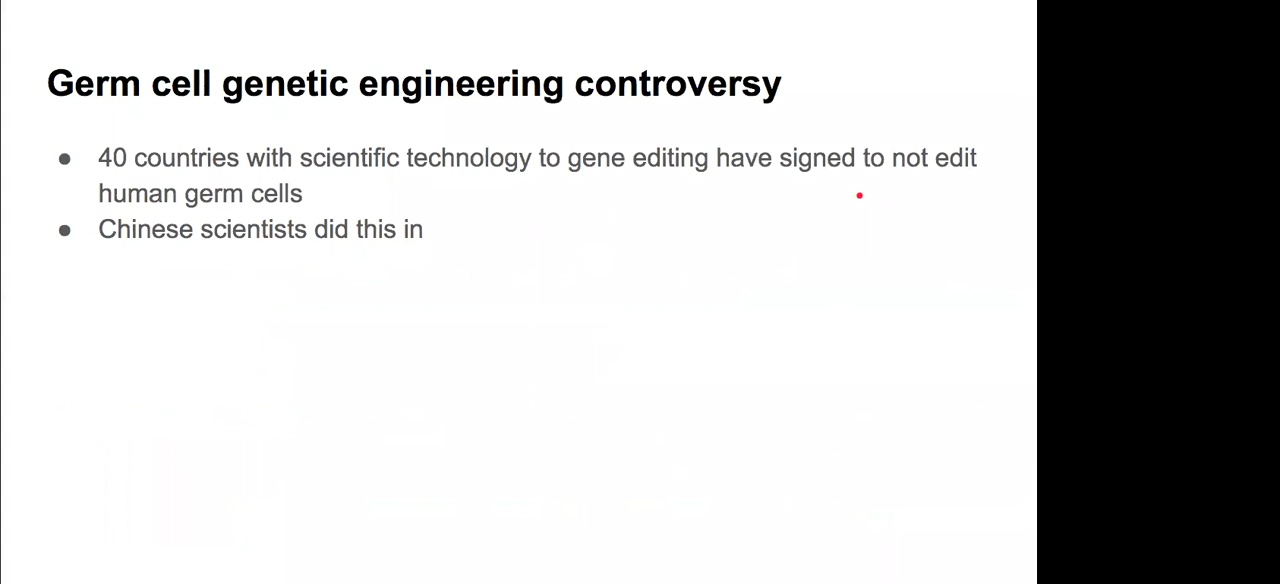 Germ cell genetic engineering controversy
● 40 countries with scientific technology to gene editing have signed to not edit
human germ cells
● Chinese scientists did this in